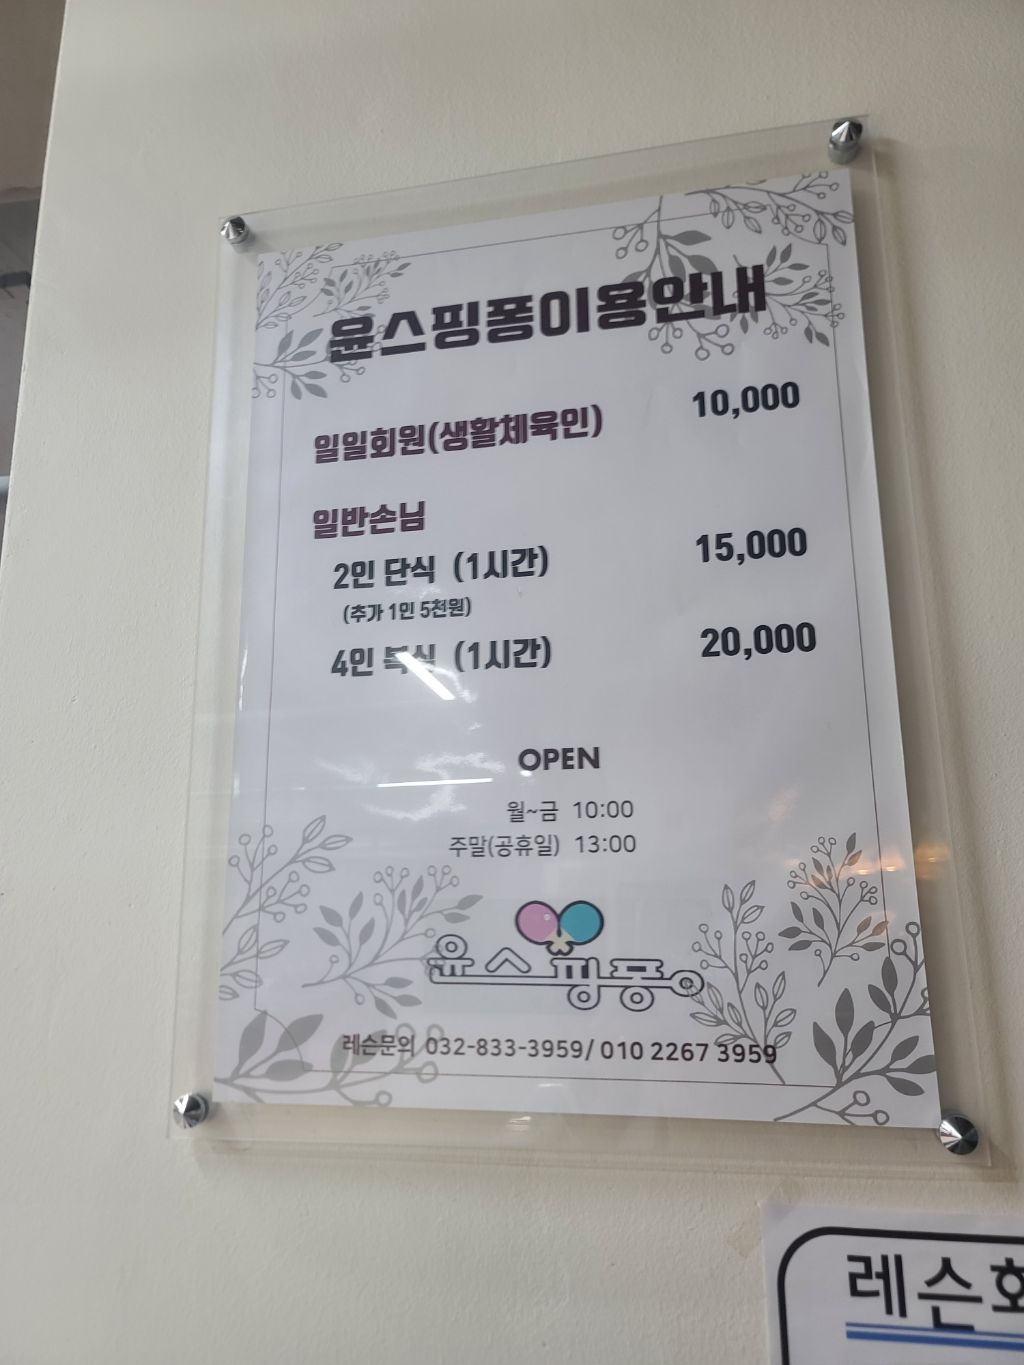 윤스핑퐁이용안내
일일회원(생활체육인) 10,000
일반손님
2인 단식 (1시간) 15,000
(추가 1인 5천원)
4인 복식 (1시간) 20,000
OPEN
월~금 10:00
주말(공휴일) 13:00
윤스핑퐁
레슨문의 032-833-3959/ 010 2267 3959
레슨회